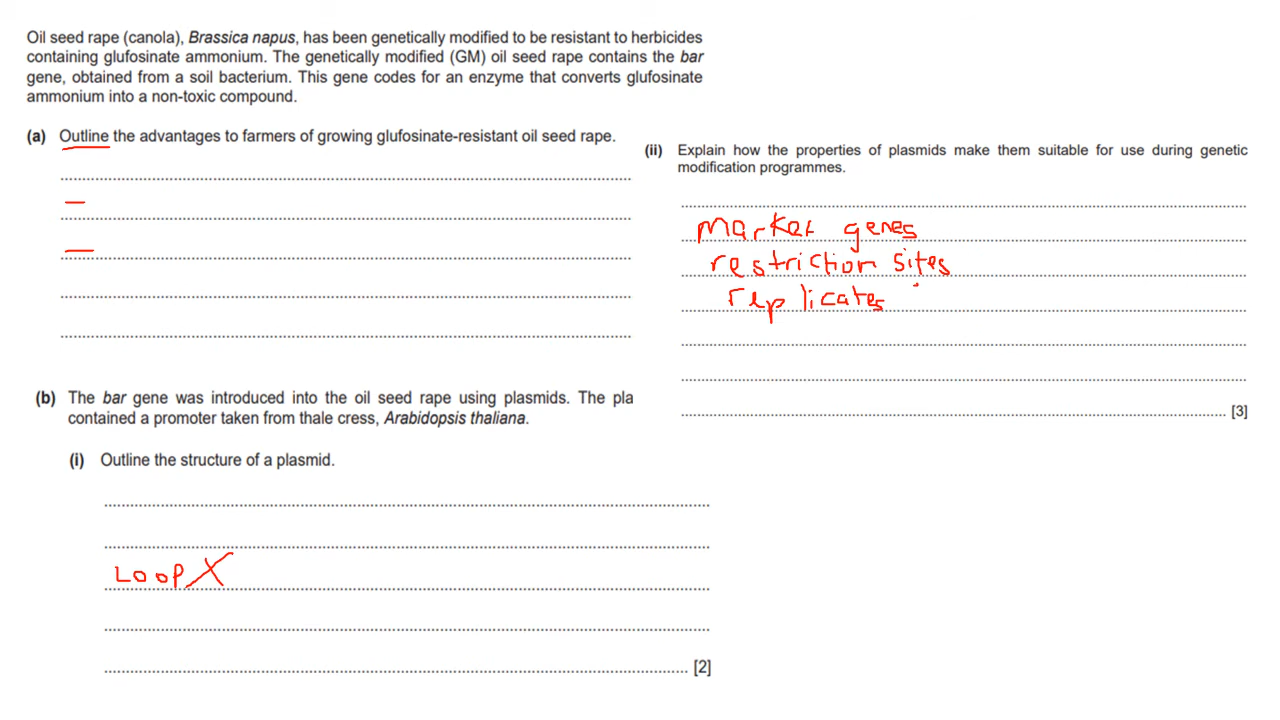 Oil seed rape (canola), Brassica napus, has been genetically modified to be resistant to herbicides
containing glufosinate ammonium. The genetically modified (GM) oil seed rape contains the bar
gene, obtained from a soil bacterium. This gene codes for an enzyme that converts glufosinate
ammonium into a non-toxic compound.
(a) Outline the advantages to farmers of growing glufosinate-resistant oil seed rape.
(b) The bar gene was introduced into the oil seed rape using plasmids. The pla
contained a promoter taken from thale cress, Arabidopsis thaliana.
(i) Outline the structure of a plasmid.
LOOP X
[2]
(ii) Explain how the properties of plasmids make them suitable for use during genetic
modification programmes.
market genes
restriction sites
replicates
[3]